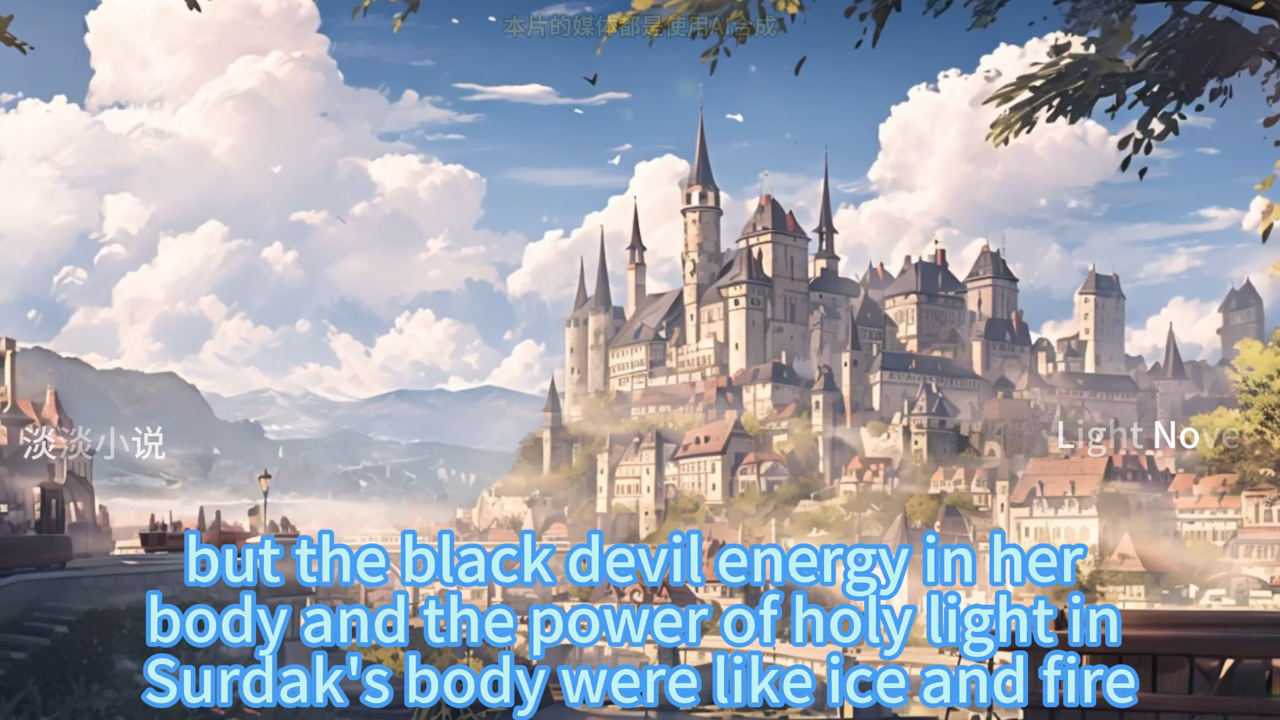 本片的媒体都是使用AI合成
淡淡小说
Light Novel
but the black devil energy in her
body and the power of holy light in
Surdak's body were like ice and fire